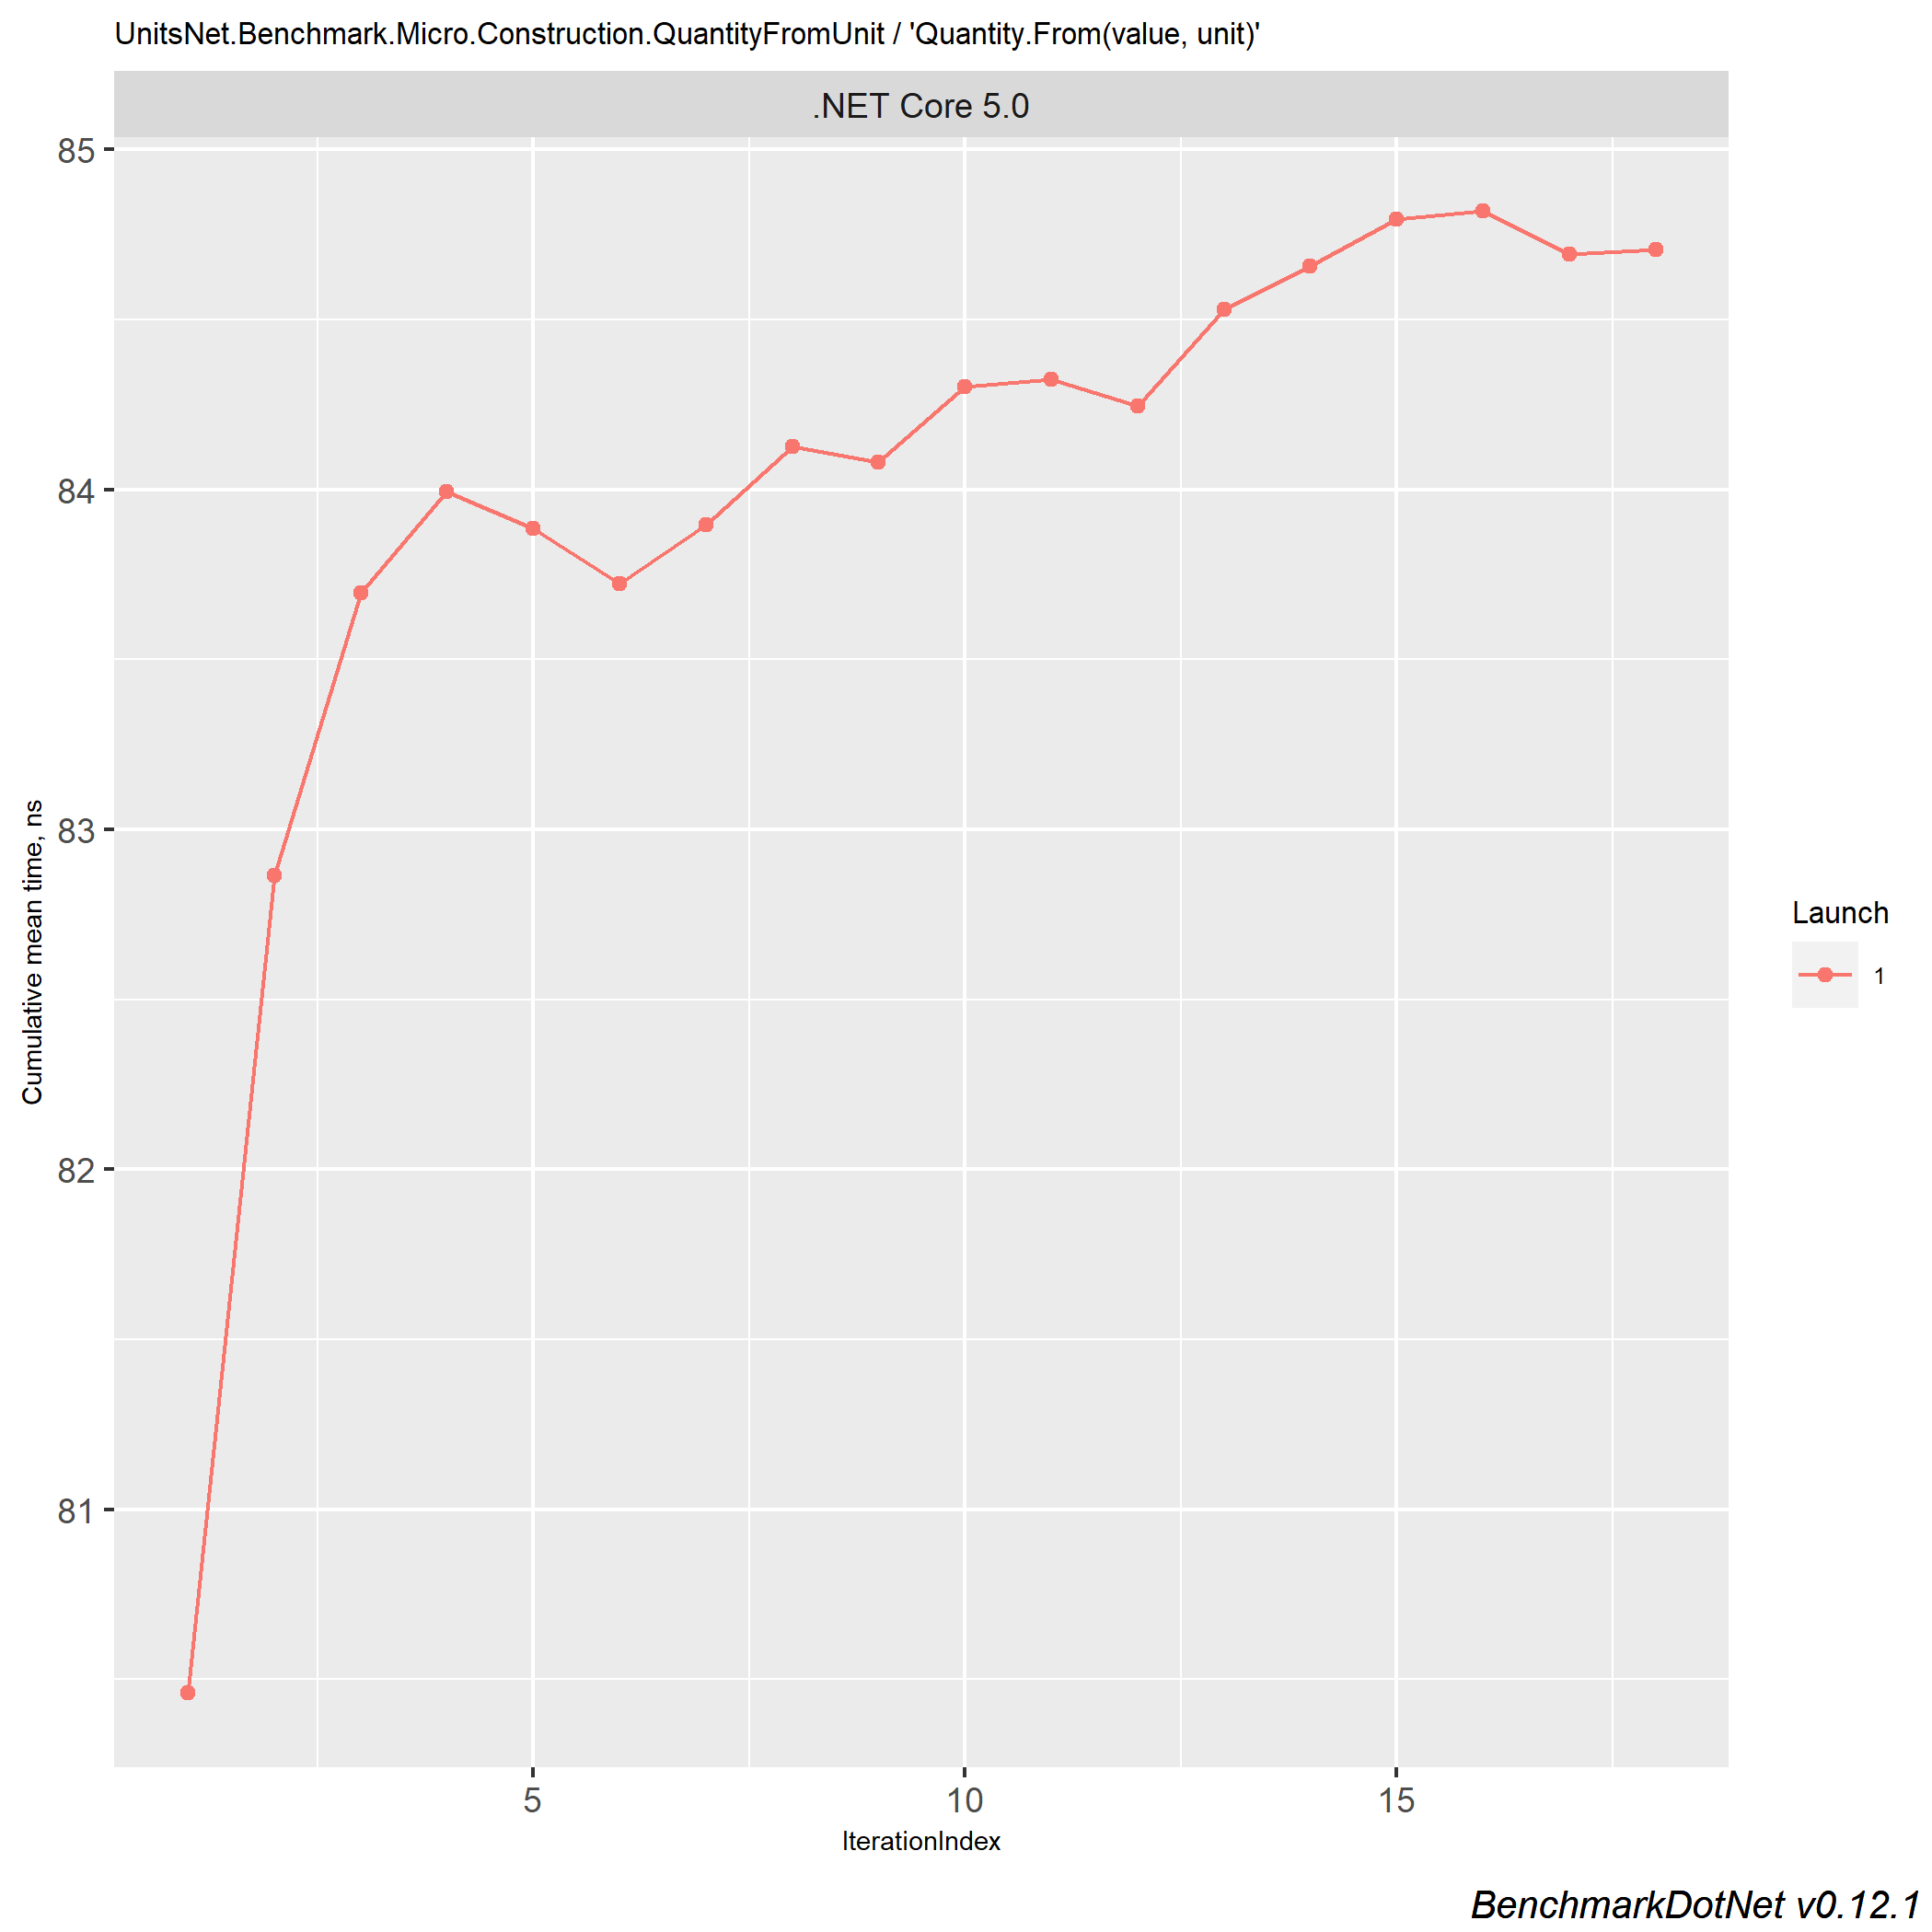 UnitsNet.Benchmark.Micro.Construction.QuantityFromUnit / 'Quantity.From(value, unit)'
.NET Core 5.0
85
84
83
82
81
Cumulative mean time, ns
5
10
15
IterationIndex
Launch
1
BenchmarkDotNet v0.12.1